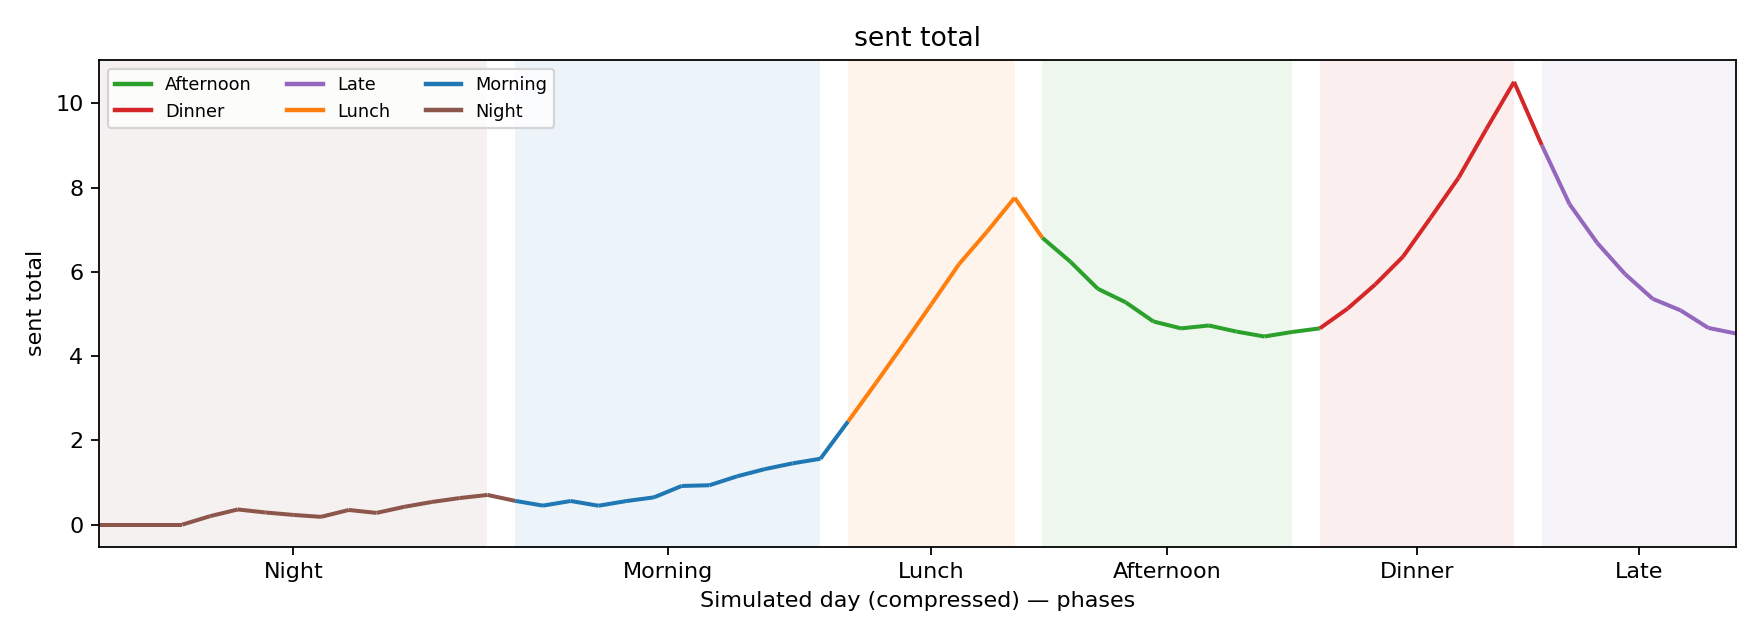 sent total
Afternoon Late Morning
Dinner Lunch Night
sent total
10
8
6
4
2
0
Night Morning Lunch Afternoon Dinner Late
Simulated day (compressed) — phases